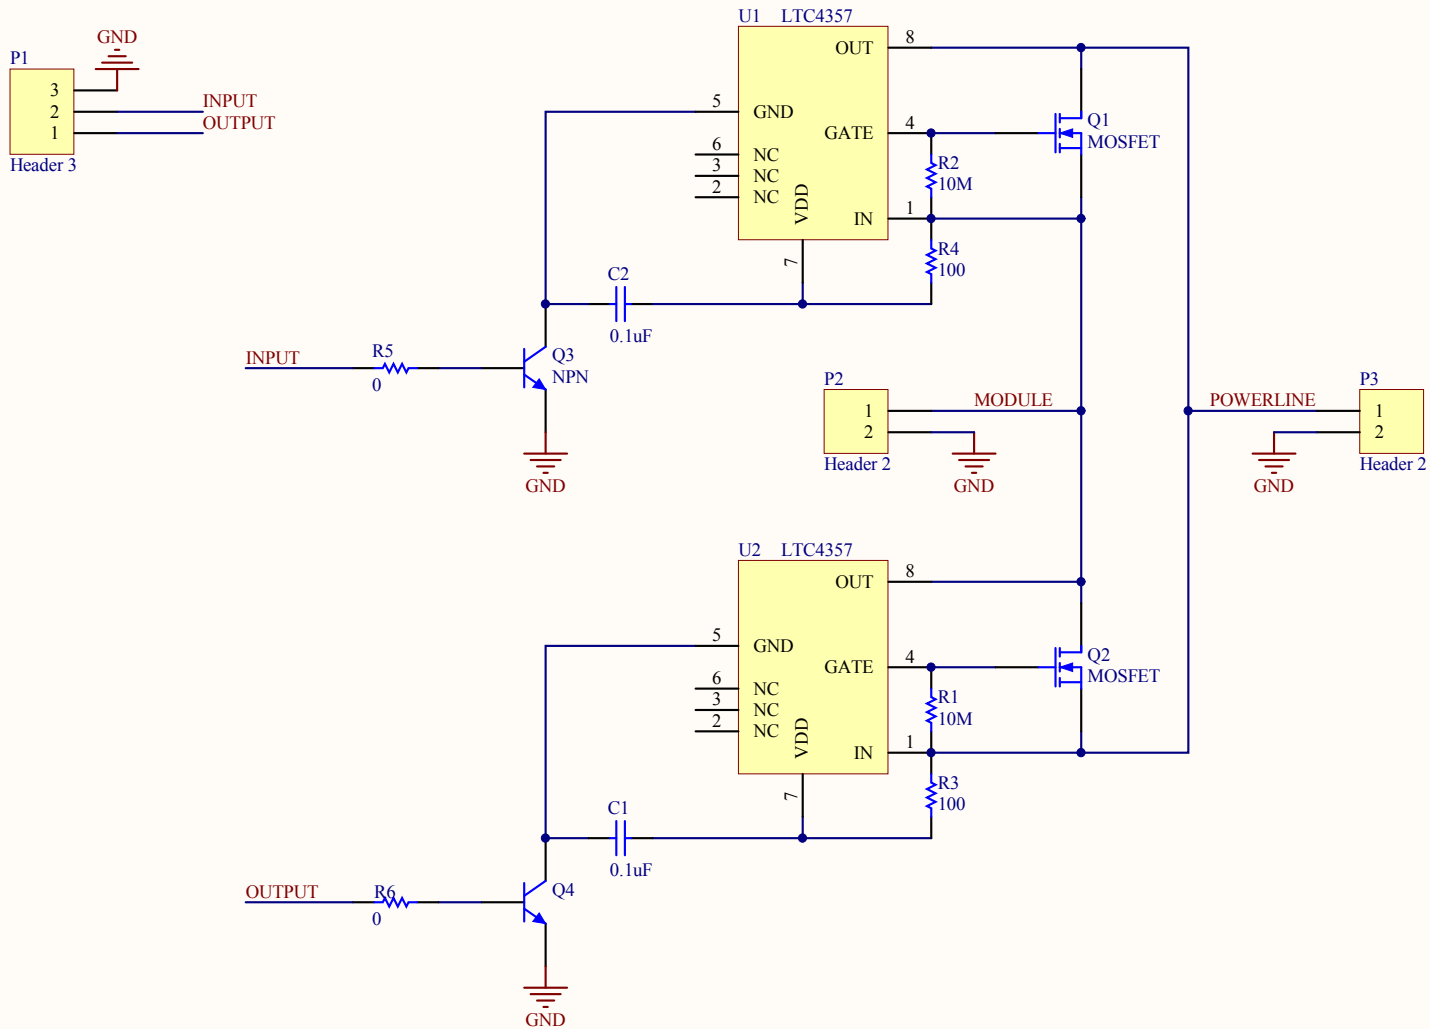 P1
GND
3
2
1
INPUT
OUTPUT
Header 3
U1 LTC4357
OUT
8
5
GND
GATE
4
6
NC
3
NC
2
NC
VDD
7
IN
1
R2
10M
R4
100
Q1
MOSFET
C2
0.1uF
INPUT
R5
0
Q3
NPN
GND
P2
1
2
Header 2
MODULE
GND
POWERLINE
P3
1
2
Header 2
GND
U2 LTC4357
OUT
8
5
GND
GATE
4
6
NC
3
NC
2
NC
VDD
7
IN
1
R1
10M
R3
100
Q2
MOSFET
C1
0.1uF
OUTPUT
R6
0
Q4
GND